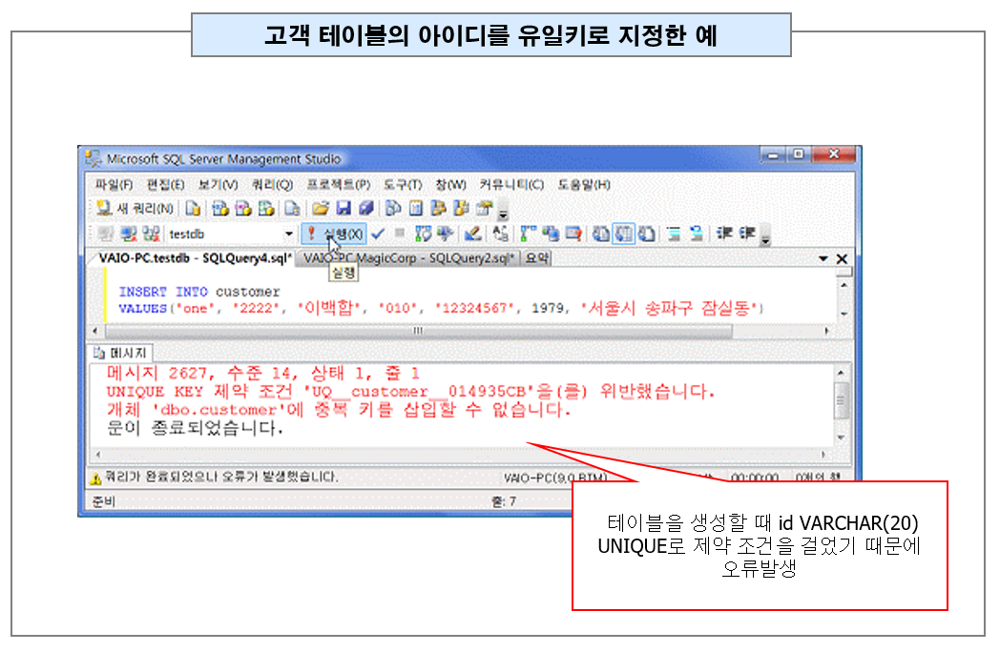 고객 테이블의 아이디를 유일키로 지정한 예
Microsoft SQL Server Management Studio
파일(F) 편집(E) 보기(V) 쿼리(Q) 프로젝트(P) 도구(T) 창(W) 커뮤니티(C) 도움말(H)
새 쿼리(N)
testdb 실행(X)
VAIO-PC.testdb - SQLQuery4.sql* VAIO-PC.MagicCorp - SQLQuery2.sql* 요약
실행
INSERT INTO customer
VALUES("one", "2222", "이백합", "010", "12324567", 1979, "서울시 송파구 잠실동")
메시지
메시지 2627, 수준 14, 상태 1, 줄 1
UNIQUE KEY 제약 조건 'UQ__customer__014935CB'을(를) 위반했습니다.
개체 'dbo.customer'에 중복 키를 삽입할 수 없습니다.
문이 종료되었습니다.
쿼리가 완료되었으나 오류가 발생했습니다. VAIO-PC(9.0 RTM) 00:00:00 0개의 행
준비 줄: 7
테이블을 생성할 때 id VARCHAR(20)
UNIQUE로 제약 조건을 걸었기 때문에
오류발생